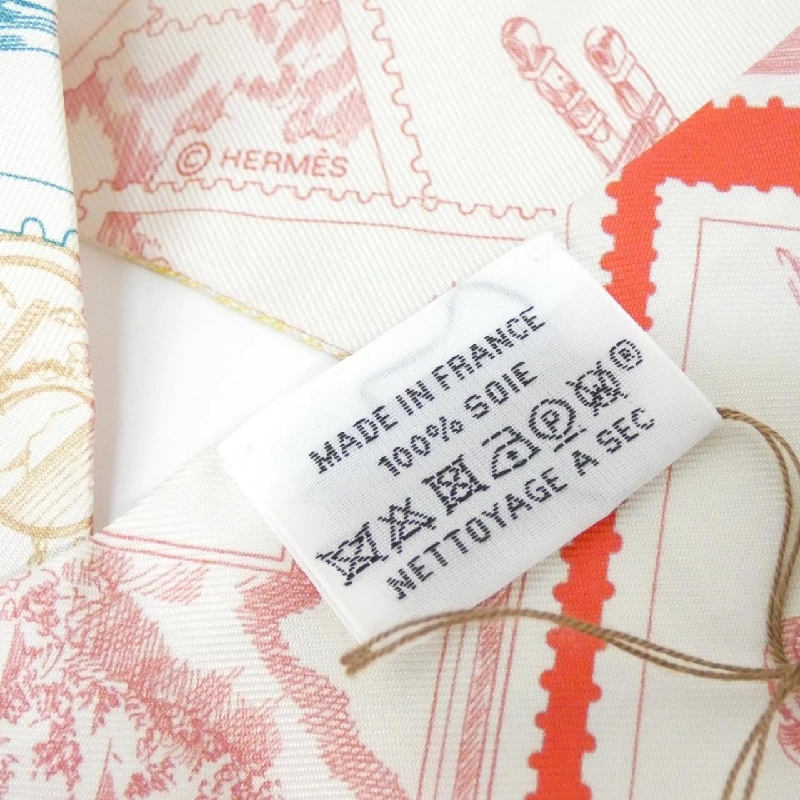 © HERMÈS
MADE IN FRANCE
100% SOIE
P W ®
NETTOYAGE A SEC